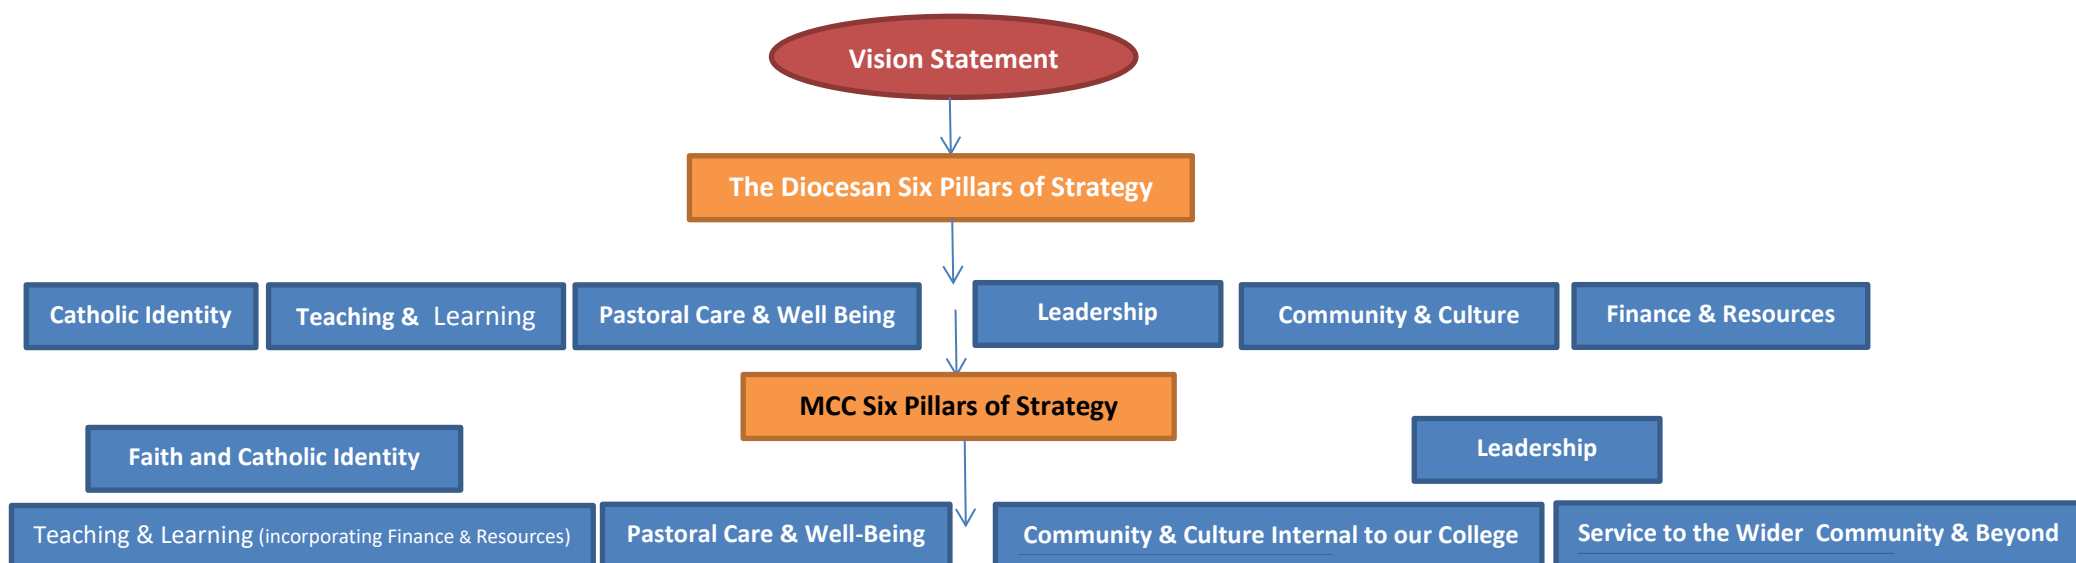 Vision Statement
The Diocesan Six Pillars of Strategy
Catholic Identity
Teaching & Learning
Pastoral Care & Well Being
Leadership
Community & Culture
Finance & Resources
MCC Six Pillars of Strategy
Faith and Catholic Identity
Leadership
Teaching & Learning (incorporating Finance & Resources)
Pastoral Care & Well-Being
Community & Culture Internal to our College
Service to the Wider Community & Beyond